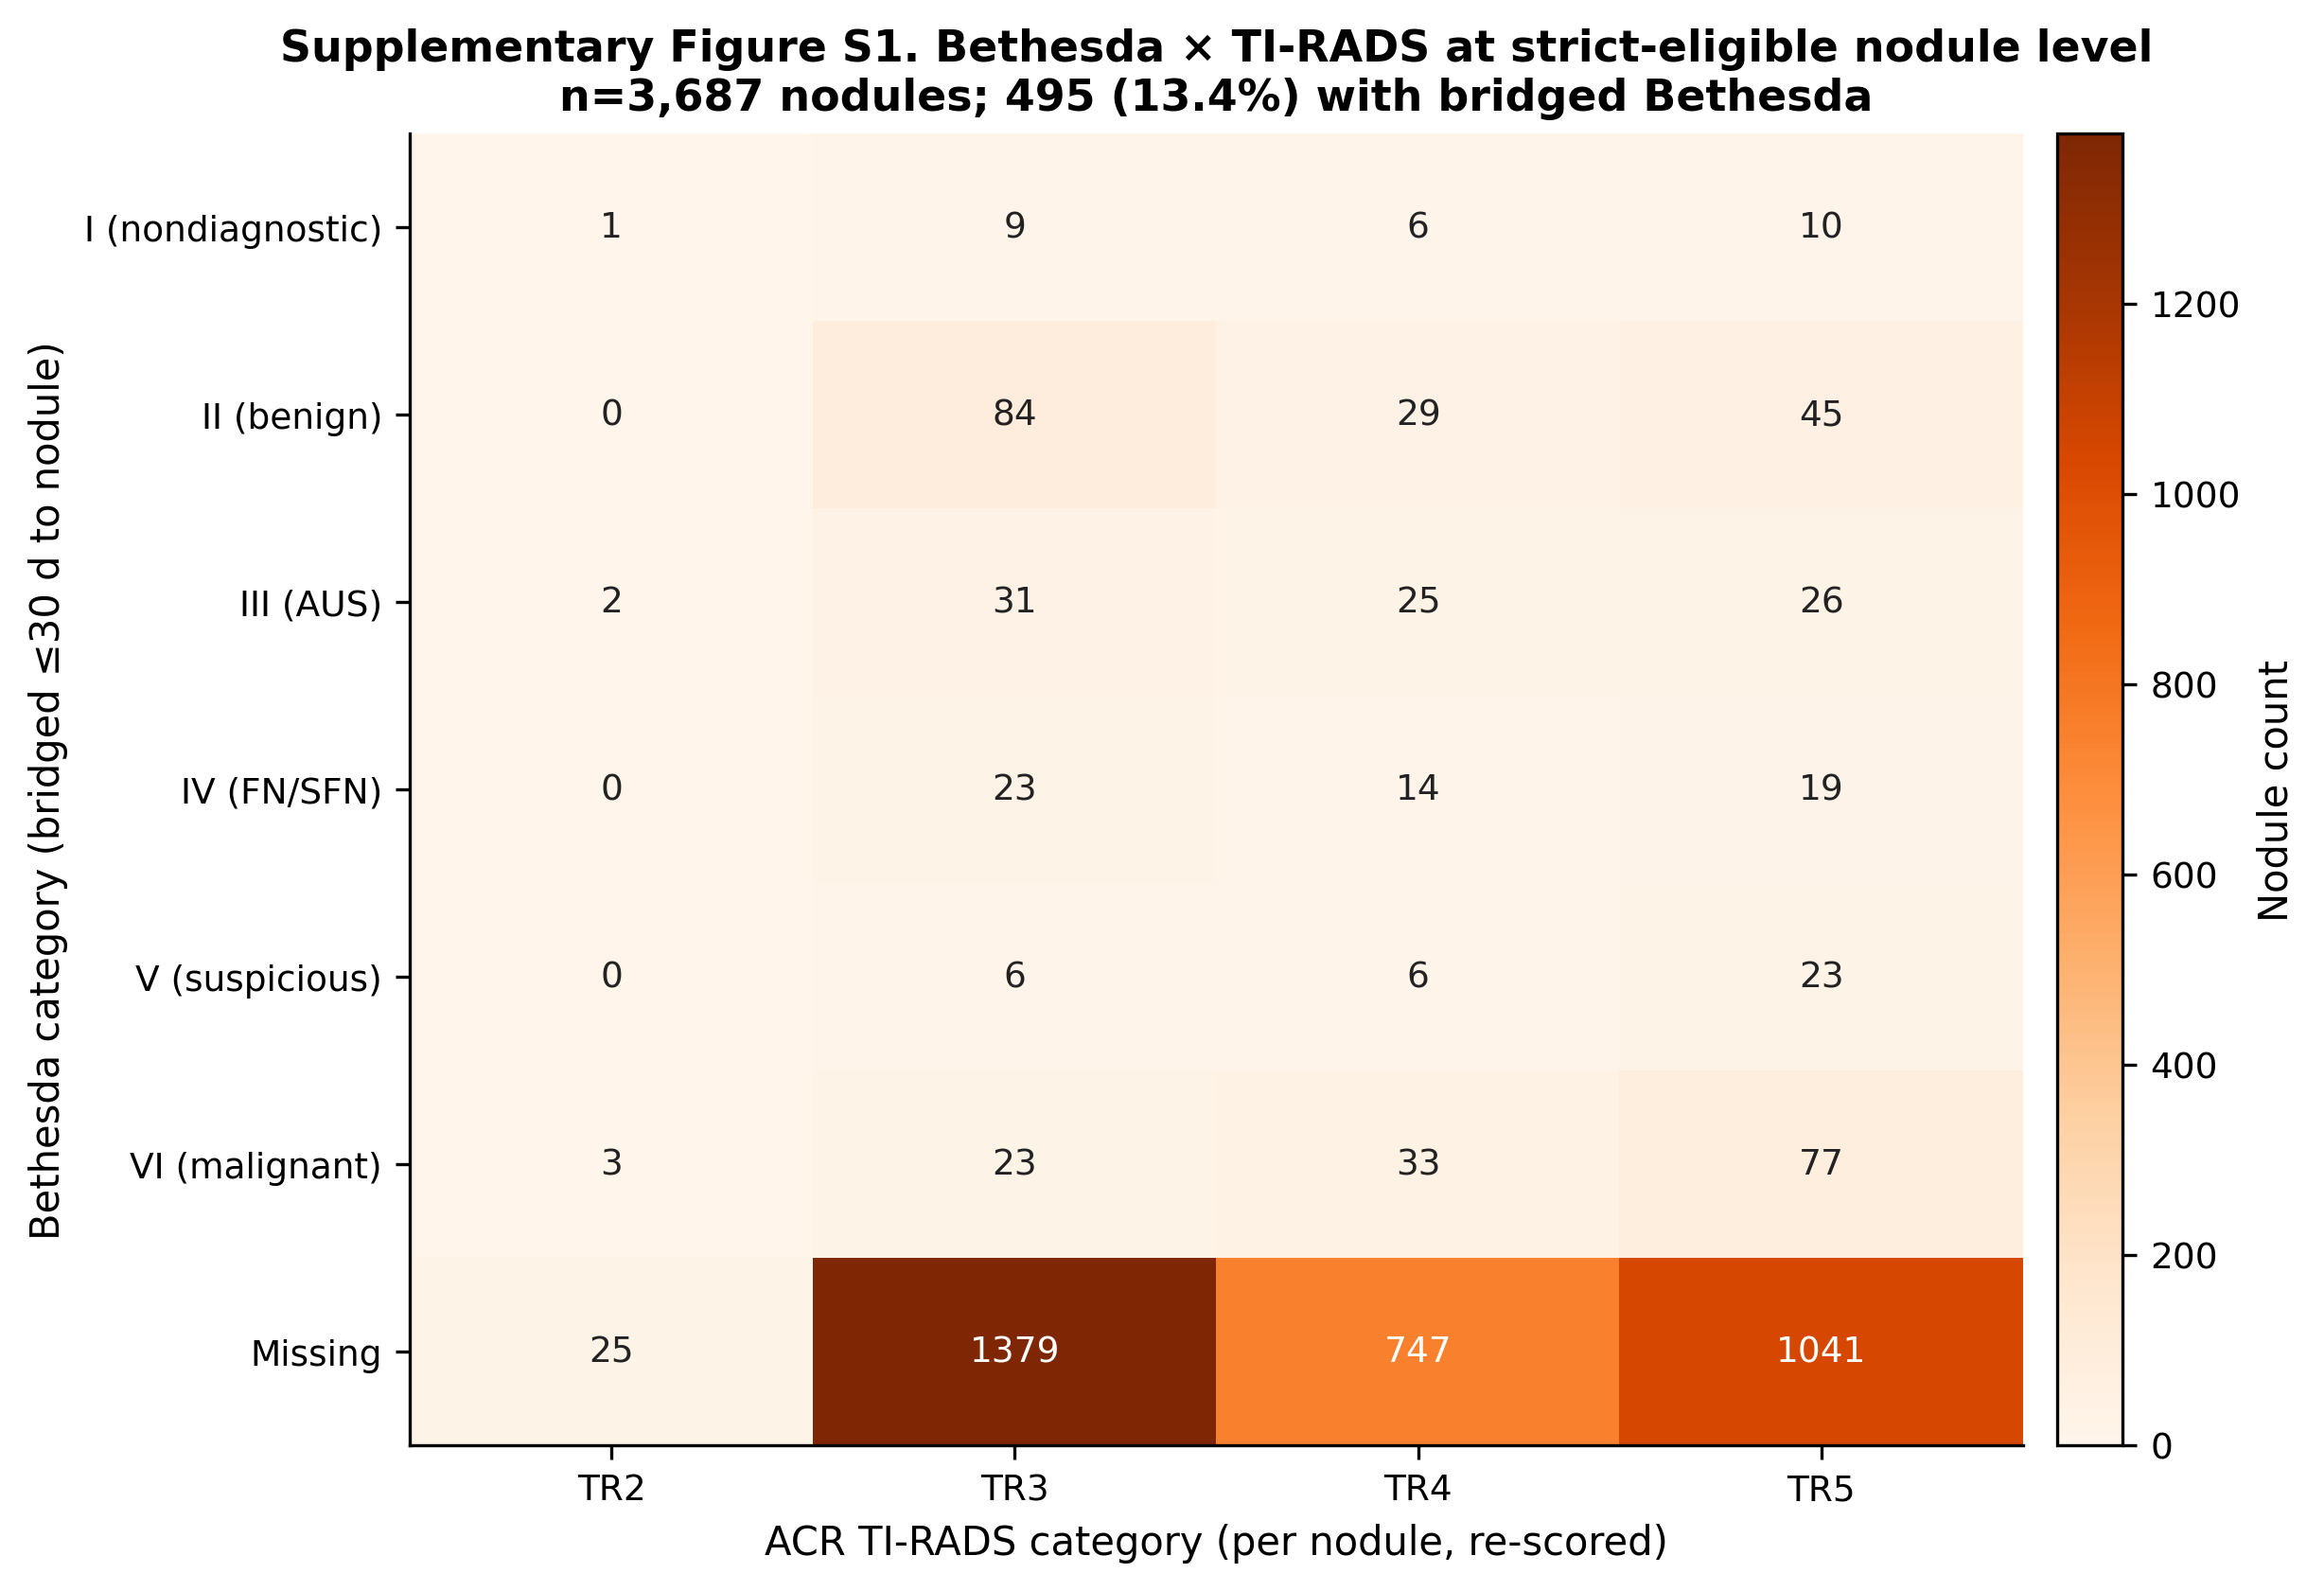 Supplementary Figure S1. Bethesda × TI-RADS at strict-eligible nodule level
n=3,687 nodules; 495 (13.4%) with bridged Bethesda
Bethesda category (bridged ≤30 d to nodule)
I (nondiagnostic) 1 9 6 10
II (benign) 0 84 29 45
III (AUS) 2 31 25 26
IV (FN/SFN) 0 23 14 19
V (suspicious) 0 6 6 23
VI (malignant) 3 23 33 77
Missing 25 1379 747 1041
TR2 TR3 TR4 TR5
ACR TI-RADS category (per nodule, re-scored)
1200
1000
800
600
400
200
0
Nodule count